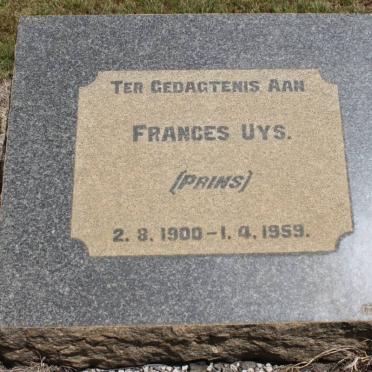 TER GEDAGTENIS AAN
FRANCES UYS.
(PRINS)
2. 8. 1900 – 1. 4. 1959.